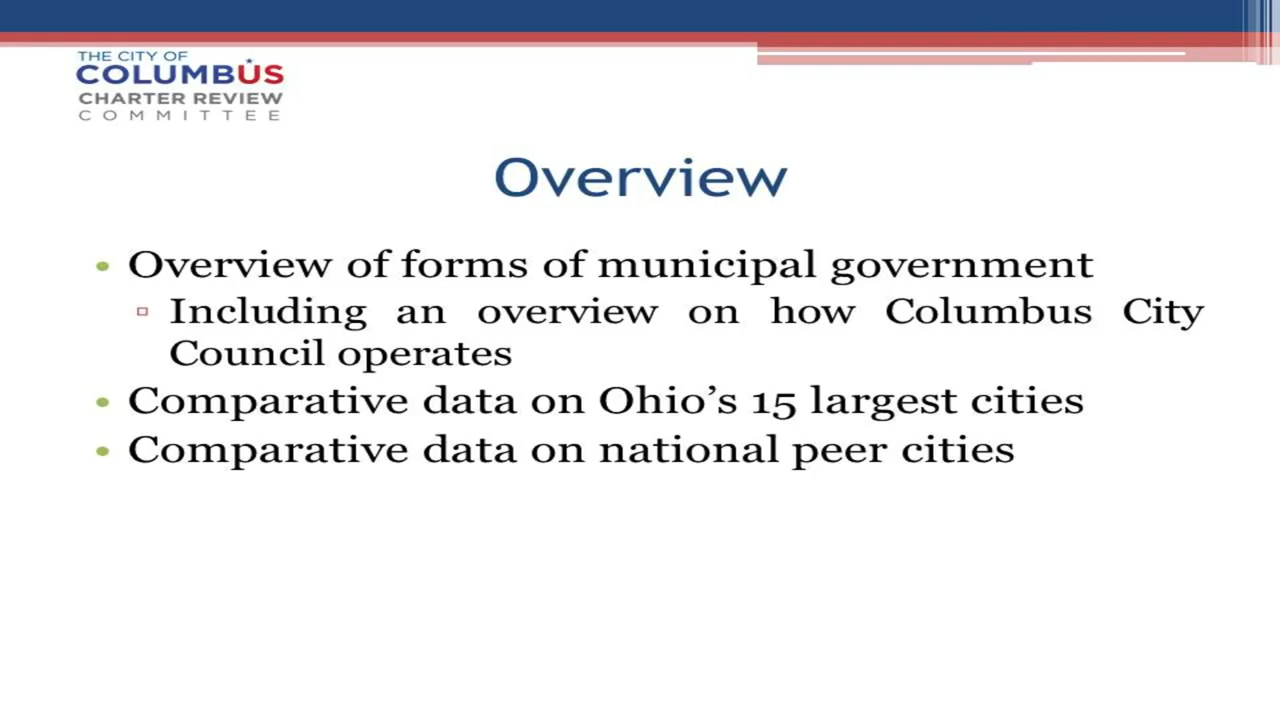 THE CITY OF
COLUMBUS
CHARTER REVIEW
COMMITTEE
Overview
• Overview of forms of municipal government
▫ Including an overview on how Columbus City
Council operates
• Comparative data on Ohio’s 15 largest cities
• Comparative data on national peer cities